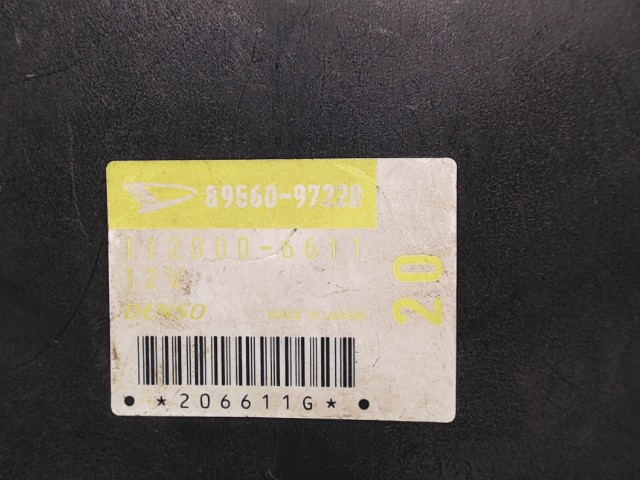 89560-97220
112800-6611
12V
DENSO MADE IN JAPAN
20
*206611G*